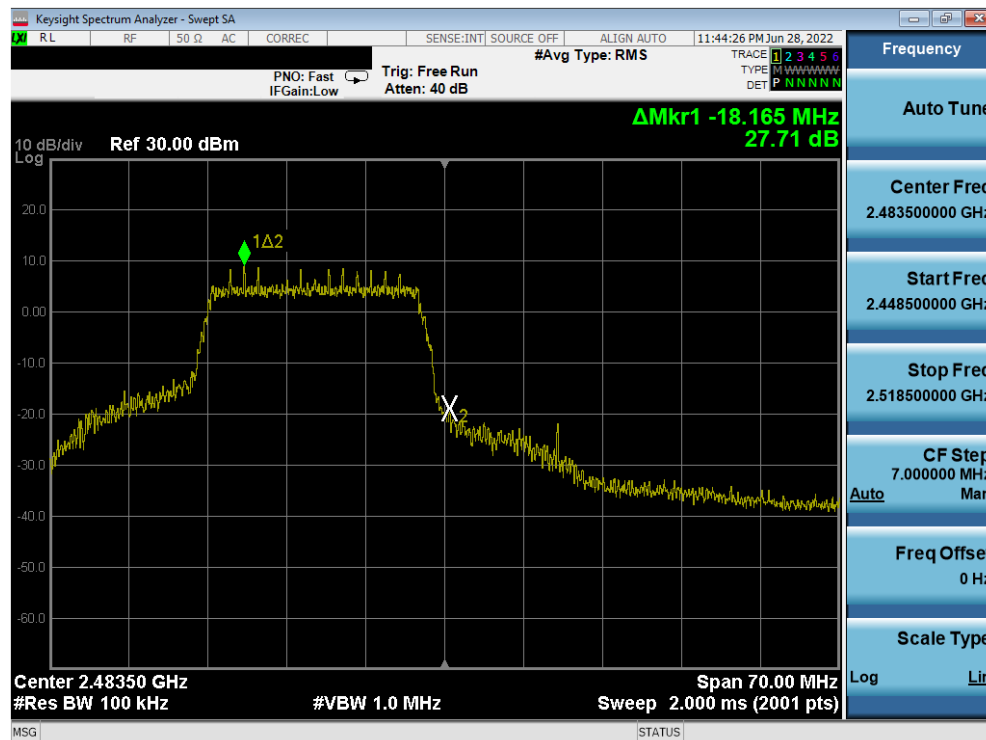 Keysight Spectrum Analyzer - Swept SA
LXI RL RF 50 Ω AC CORREC SENSE:INT SOURCE OFF ALIGN AUTO 11:44:26 PM Jun 28, 2022
#Avg Type: RMS
TRACE 1 2 3 4 5 6
TYPE M W W W W W
DET P N N N N N
PNO: Fast
IFGain:Low
Trig: Free Run
Atten: 40 dB
ΔMkr1 -18.165 MHz
27.71 dB
10 dB/div
Log
Ref 30.00 dBm
20.0
10.0
0.00
-10.0
-20.0
-30.0
-40.0
-50.0
-60.0
1Δ2
X2
Center 2.48350 GHz
Span 70.00 MHz
#Res BW 100 kHz
#VBW 1.0 MHz
Sweep 2.000 ms (2001 pts)
MSG
STATUS
Frequency
Auto Tune
Center Freq
2.483500000 GHz
Start Freq
2.448500000 GHz
Stop Freq
2.518500000 GHz
CF Step
7.000000 MHz
Auto Man
Freq Offset
0 Hz
Scale Type
Log Lin